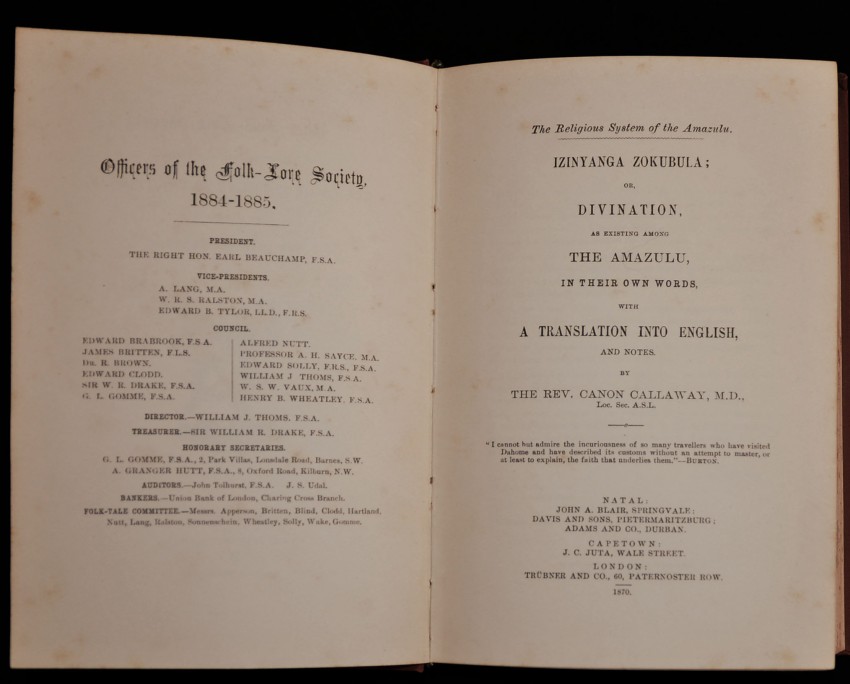 Officers of the Folk-Lore Society,
1884-1885.
PRESIDENT.
THE RIGHT HON. EARL BEAUCHAMP, F.S.A.
VICE-PRESIDENTS.
A. LANG, M.A.
W. R. S. RALSTON, M.A.
EDWARD B. TYLOR, LL.D., F.R.S.
COUNCIL.
EDWARD BRABROOK, F.S.A.
JAMES BRITTEN, F.L.S.
DR. R. BROWN.
EDWARD CLODD.
SIR W. R. DRAKE, F.S.A.
G. L. GOMME, F.S.A.
ALFRED NUTT.
PROFESSOR A. H. SAYCE, M.A.
EDWARD SOLLY, F.R.S., F.S.A.
WILLIAM J THOMS, F.S.A.
W. S. W. VAUX, M.A.
HENRY B. WHEATLEY, F.S.A.
DIRECTOR.—WILLIAM J. THOMS, F.S.A.
TREASURER.—SIR WILLIAM R. DRAKE, F.S.A.
HONORARY SECRETARIES.
G. L. GOMME, F.S.A., 2, Park Villas, Lonsdale Road, Barnes, S.W.
A. GRANGER HUTT, F.S.A., 8, Oxford Road, Kilburn, N.W.
AUDITORS.—John Tolhurst, F.S.A. J. S. Udal.
BANKERS.—Union Bank of London, Charing Cross Branch.
FOLK-TALE COMMITTEE.—Messrs. Apperson, Britten, Blind, Clodd, Hartland,
Nutt, Lang, Ralston, Sonnenschein, Wheatley, Solly, Wake, Gomme.
The Religious System of the Amazulu.
IZINYANGA ZOKUBULA;
OR,
DIVINATION,
AS EXISTING AMONG
THE AMAZULU,
IN THEIR OWN WORDS,
WITH
A TRANSLATION INTO ENGLISH,
AND NOTES.
BY
THE REV. CANON CALLAWAY, M.D.,
Loc. Sec. A.S.L.
"I cannot but admire the incuriousness of so many travellers who have visited
Dahome and have described its customs without an attempt to master, or
at least to explain, the faith that underlies them."—BURTON.
NATAL:
JOHN A. BLAIR, SPRINGVALE;
DAVIS AND SONS, PIETERMARITZBURG;
ADAMS AND CO., DURBAN.
CAPETOWN:
J. C. JUTA, WALE STREET.
LONDON:
TRÜBNER AND CO., 60, PATERNOSTER ROW.
1870.